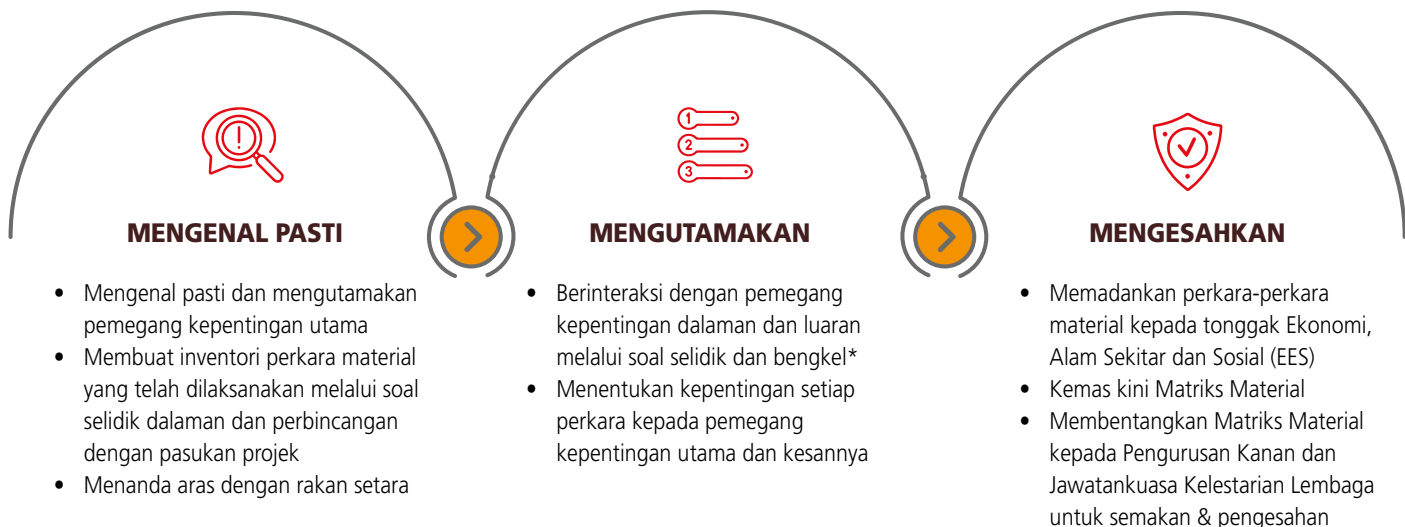 MENGENAL PASTI
• Mengenal pasti dan mengutamakan
pemegang kepentingan utama
• Membuat inventori perkara material
yang telah dilaksanakan melalui soal
selidik dalaman dan perbincangan
dengan pasukan projek
• Menanda aras dengan rakan setara
1
2
3
MENGUTAMAKAN
• Berinteraksi dengan pemegang
kepentingan dalaman dan luaran
melalui soal selidik dan bengkel*
• Menentukan kepentingan setiap
perkara kepada pemegang
kepentingan utama dan kesannya
MENGESAHKAN
• Memadankan perkara-perkara
material kepada tonggak Ekonomi,
Alam Sekitar dan Sosial (EES)
• Kemas kini Matriks Material
• Membentangkan Matriks Material
kepada Pengurusan Kanan dan
Jawatankuasa Kelestarian Lembaga
untuk semakan & pengesahan